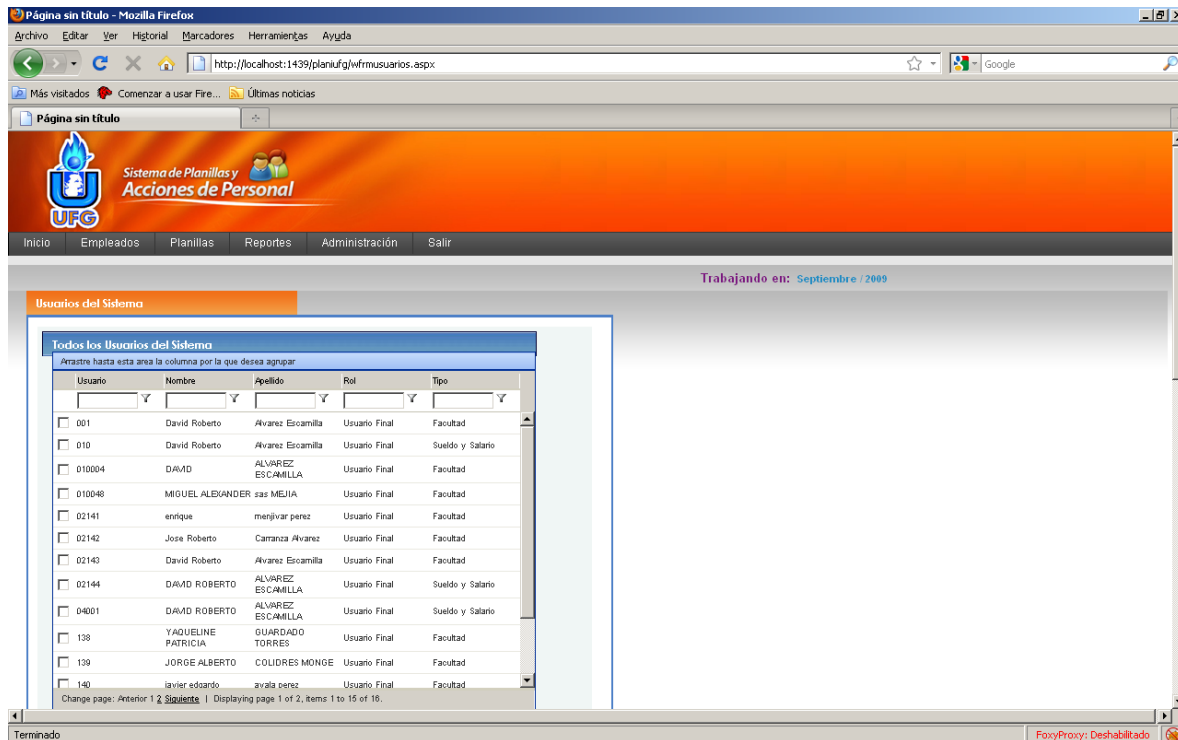 Página sin título - Mozilla Firefox
Archivo Editar Ver Historial Marcadores Herramientas Ayuda
http://localhost:1439/planiufg/wfrmusuarios.aspx
Google
Más visitados Comenzar a usar Fire... Últimas noticias
Página sin título
Sistema de Planillas y
Acciones de Personal
UFG
Inicio Empleados Planillas Reportes Administración Salir
Trabajando en: Septiembre / 2009
Usuarios del Sistema
Todos los Usuarios del Sistema
Arrastre hasta esta area la columna por la que desea agrupar
Usuario Nombre Apellido Rol Tipo
001 David Roberto Alvarez Escamilla Usuario Final Facultad
010 David Roberto Alvarez Escamilla Usuario Final Sueldo y Salario
010004 DAVID ALVAREZ ESCAMILLA Usuario Final Facultad
010048 MIGUEL ALEXANDER sas MEJIA Usuario Final Facultad
02141 enrique menjivar perez Usuario Final Facultad
02142 Jose Roberto Carranza Alvarez Usuario Final Facultad
02143 David Roberto Alvarez Escamilla Usuario Final Facultad
02144 DAVID ROBERTO ALVAREZ ESCAMILLA Usuario Final Sueldo y Salario
04001 DAVID ROBERTO ALVAREZ ESCAMILLA Usuario Final Sueldo y Salario
138 YAQUELINE PATRICIA GUARDADO TORRES Usuario Final Facultad
139 JORGE ALBERTO COLIDRES MONGE Usuario Final Facultad
140 javier edgardo ayala perez Usuario Final Facultad
Change page: Anterior 1 2 Siguiente | Displaying page 1 of 2, items 1 to 15 of 16.
Terminado
FoxyProxy: Deshabilitado